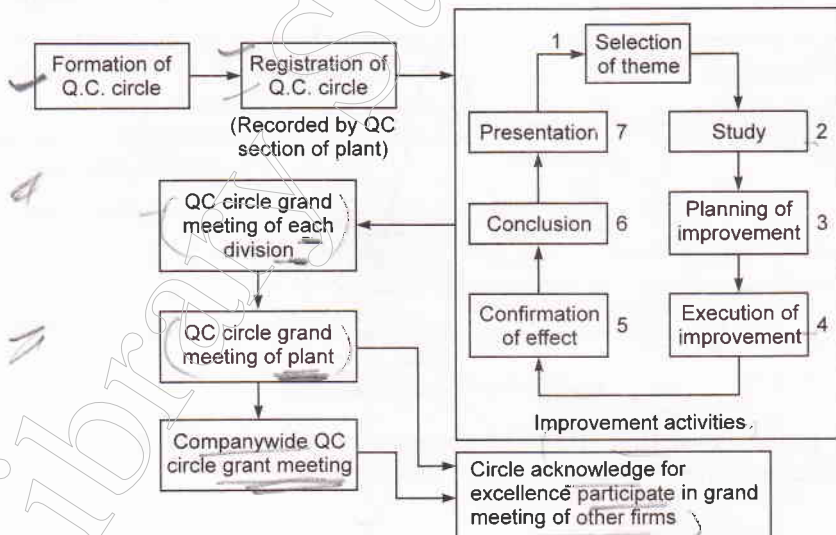 Formation of
Q.C. circle
Registration of
Q.C. circle
(Recorded by QC
section of plant)
1
Selection
of theme
Study
2
Planning of
improvement
3
Execution of
improvement
4
Confirmation
of effect
5
Conclusion
6
Presentation
7
Improvement activities
QC circle grand
meeting of each
division
QC circle grand
meeting of plant
Companywide QC
circle grant meeting
Circle acknowledge for
excellence participate in grand
meeting of other firms